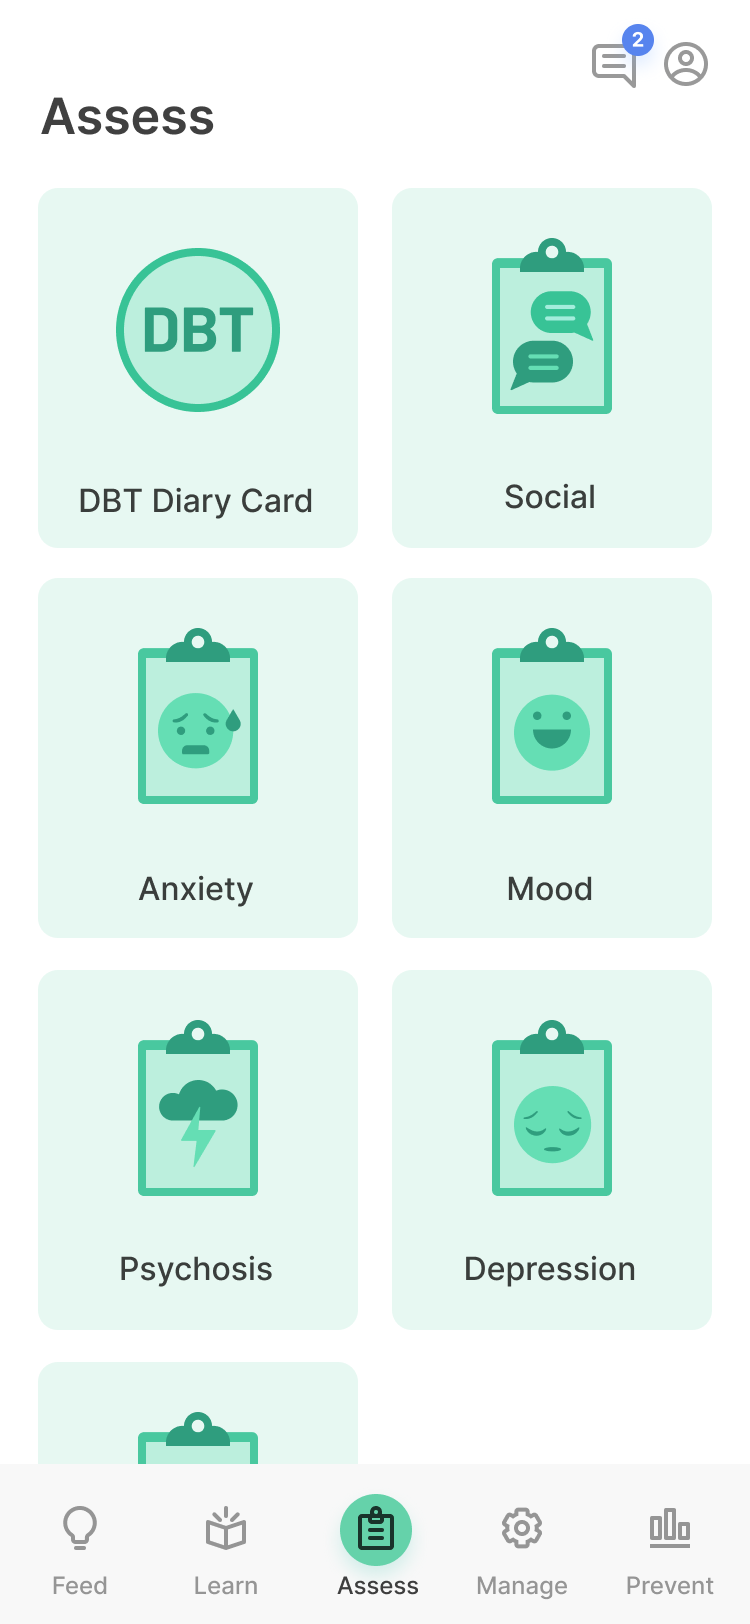 2
Assess
DBT
DBT Diary Card
Social
Anxiety
Mood
Psychosis
Depression
Feed
Learn
Assess
Manage
Prevent